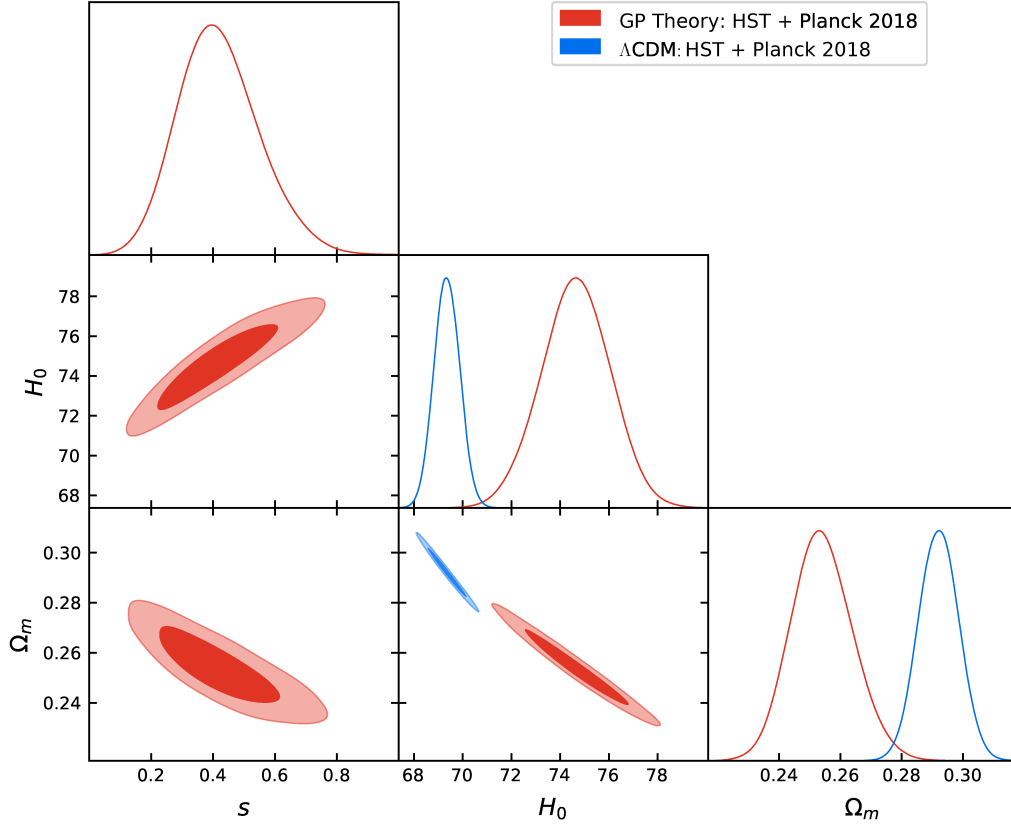 GP Theory: HST + Planck 2018
ΛCDM: HST + Planck 2018
78
76
74
72
70
68
H₀
0.30
0.28
0.26
0.24
Ωₘ
0.2 0.4 0.6 0.8
68 70 72 74 76 78
0.24 0.26 0.28 0.30
s
H₀
Ωₘ